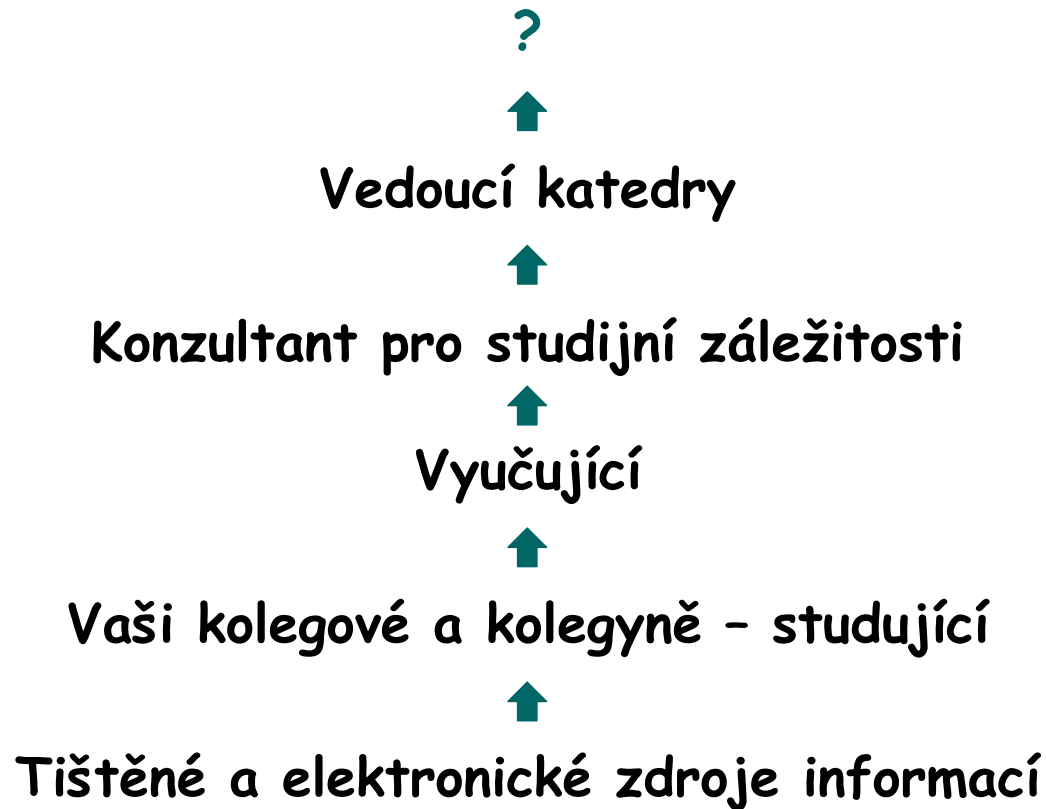 ?
Vedoucí katedry
Konzultant pro studijní záležitosti
Vyučující
Vaši kolegové a kolegyně – studující
Tištěné a elektronické zdroje informací